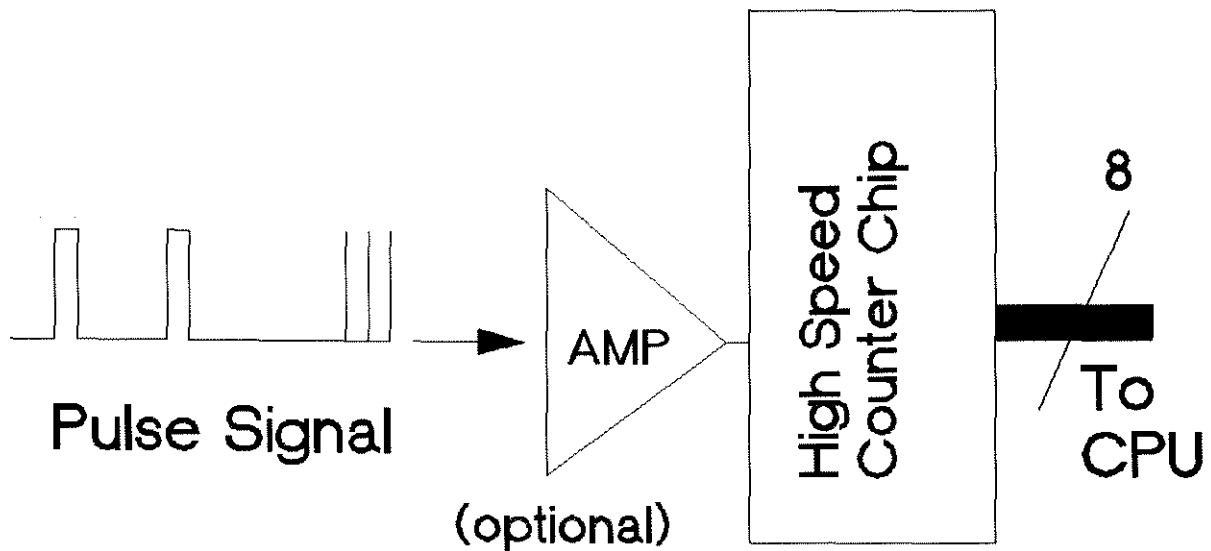 Pulse Signal
AMP
(optional)
High Speed
Counter Chip
8
To
CPU